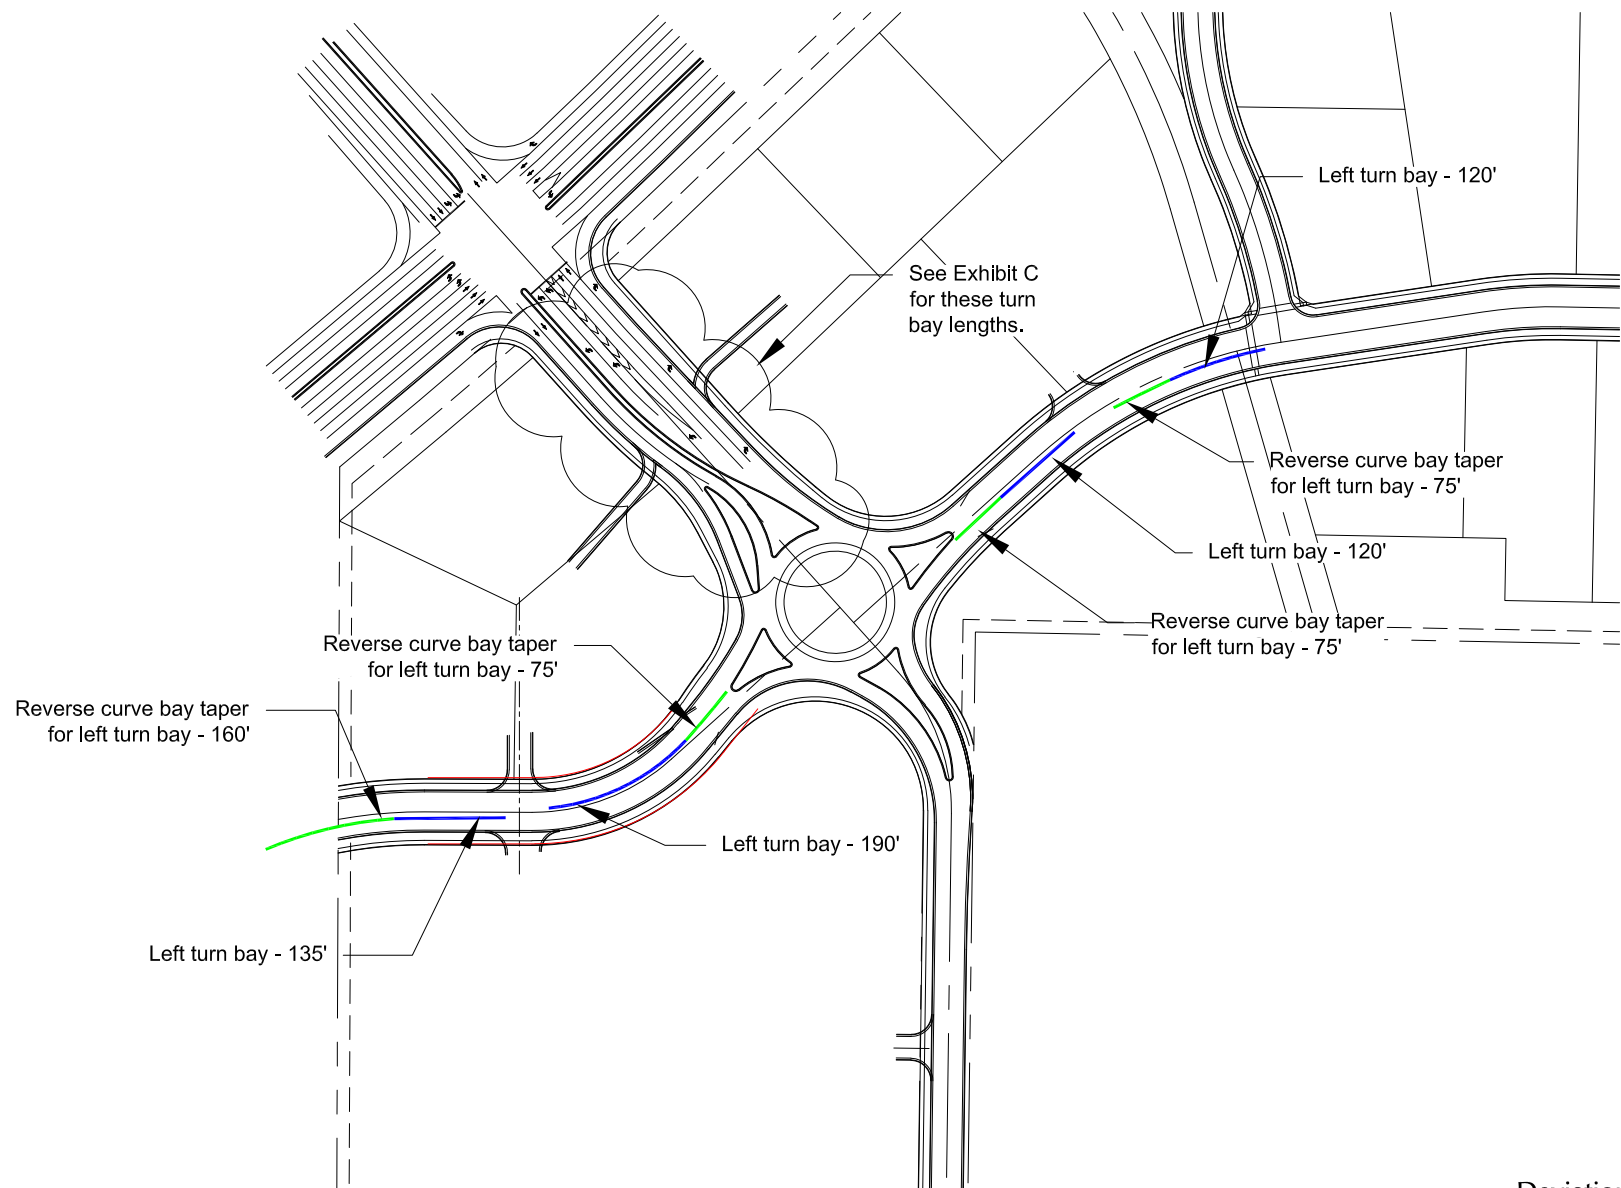 Left turn bay - 120'
See Exhibit C
for these turn
bay lengths.
Reverse curve bay taper
for left turn bay - 75'
Left turn bay - 120'
Reverse curve bay taper
for left turn bay - 75'
Reverse curve bay taper
for left turn bay - 75'
Reverse curve bay taper
for left turn bay - 160'
Left turn bay - 190'
Left turn bay - 135'